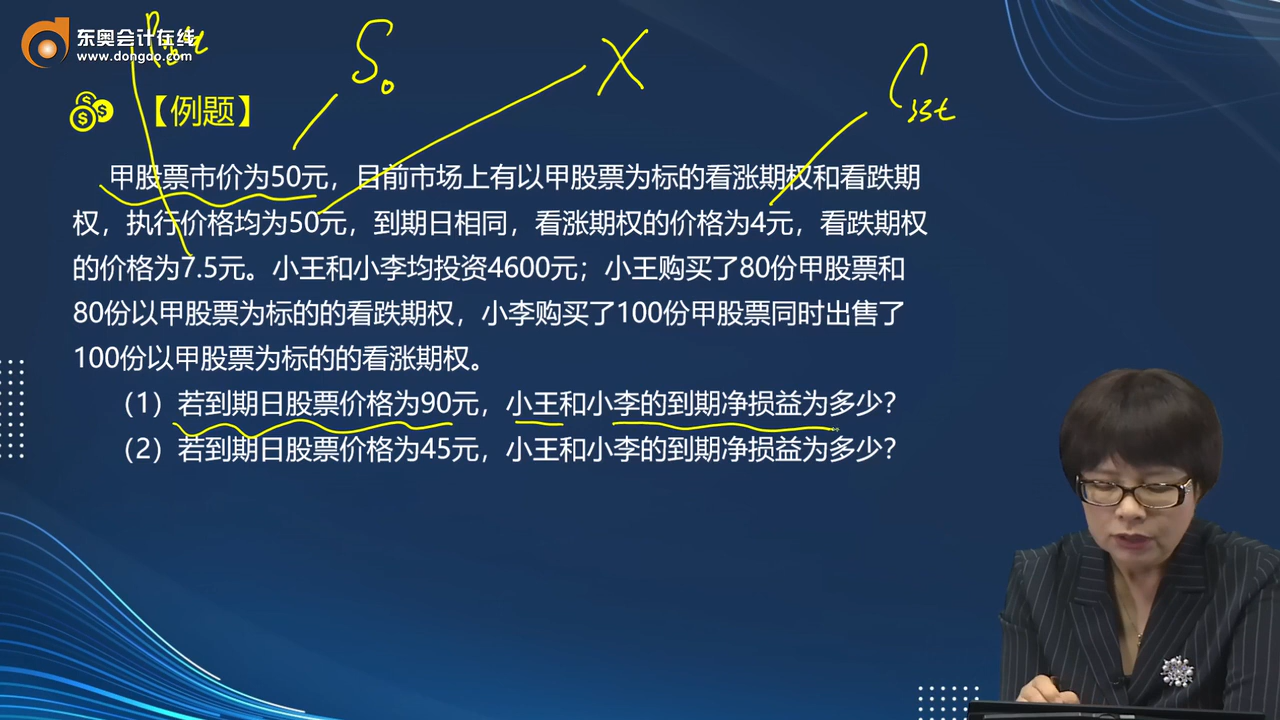 东奥会计在线
www.dongao.com
S₀
X
【例题】
甲股票市价为50元，目前市场上有以甲股票为标的看涨期权和看跌期
权，执行价格均为50元，到期日相同，看涨期权的价格为4元，看跌期权
的价格为7.5元。小王和小李均投资4600元；小王购买了80份甲股票和
80份以甲股票为标的的看跌期权，小李购买了100份甲股票同时出售了
100份以甲股票为标的的看涨期权。
（1）若到期日股票价格为90元，小王和小李的到期净损益为多少？
（2）若到期日股票价格为45元，小王和小李的到期净损益为多少？